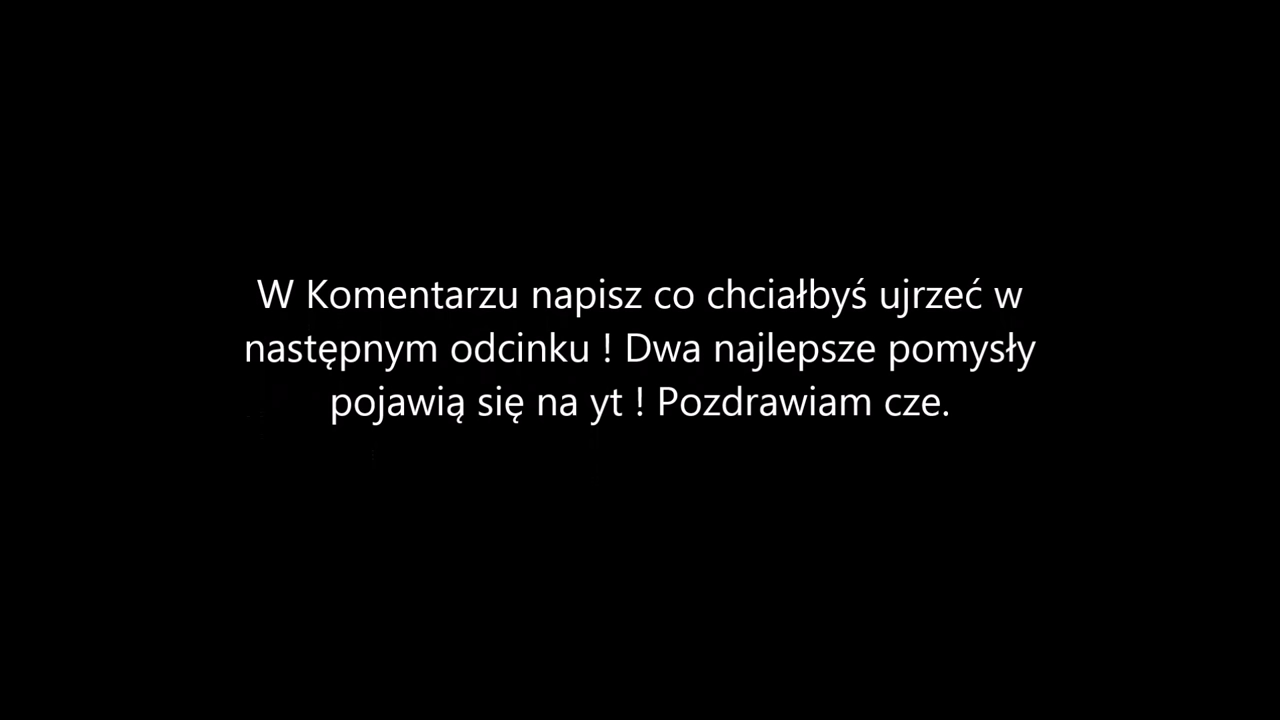 W Komentarzu napisz co chciałbyś ujrzeć w
następnym odcinku ! Dwa najlepsze pomysły
pojawią się na yt ! Pozdrawiam cze.